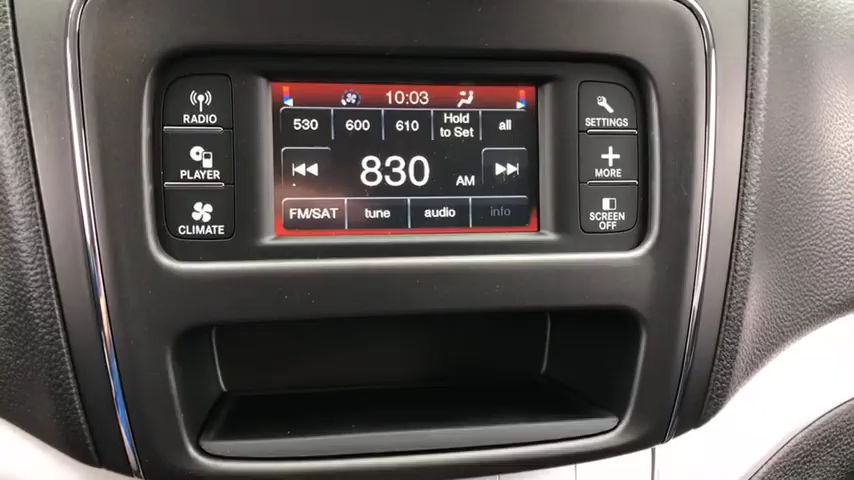 10:03
RADIO
530 600 610 Hold to Set all
SETTINGS
PLAYER
830 AM
MORE
CLIMATE
FM/SAT tune audio info
SCREEN
OFF